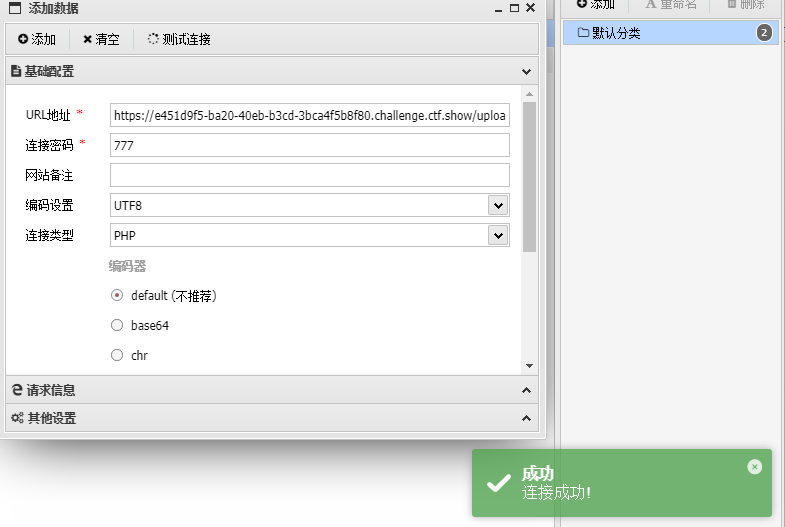 添加数据
添加 清空 测试连接
基础配置
URL地址 * https://e451d9f5-ba20-40eb-b3cd-3bca4f5b8f80.challenge.ctf.show/uploa
连接密码 * 777
网站备注
编码设置 UTF8
连接类型 PHP
编码器
default (不推荐)
base64
chr
请求信息
其他设置
添加 重命名 删除
默认分类 2
成功
连接成功!